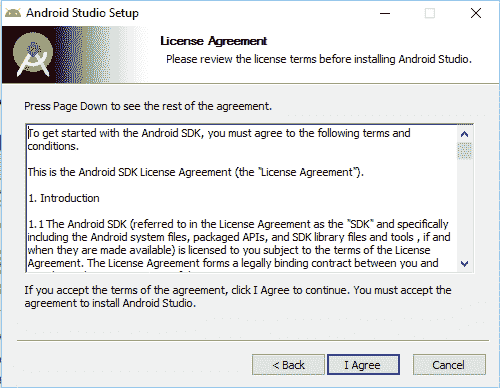 Android Studio Setup
License Agreement
Please review the license terms before installing Android Studio.
Press Page Down to see the rest of the agreement.
To get started with the Android SDK, you must agree to the following terms and
conditions.
This is the Android SDK License Agreement (the "License Agreement").
1. Introduction
1.1 The Android SDK (referred to in the License Agreement as the "SDK" and specifically
including the Android system files, packaged APIs, and SDK library files and tools , if and
when they are made available) is licensed to you subject to the terms of the License
Agreement. The License Agreement forms a legally binding contract between you and
If you accept the terms of the agreement, click I Agree to continue. You must accept the
agreement to install Android Studio.
< Back
I Agree
Cancel